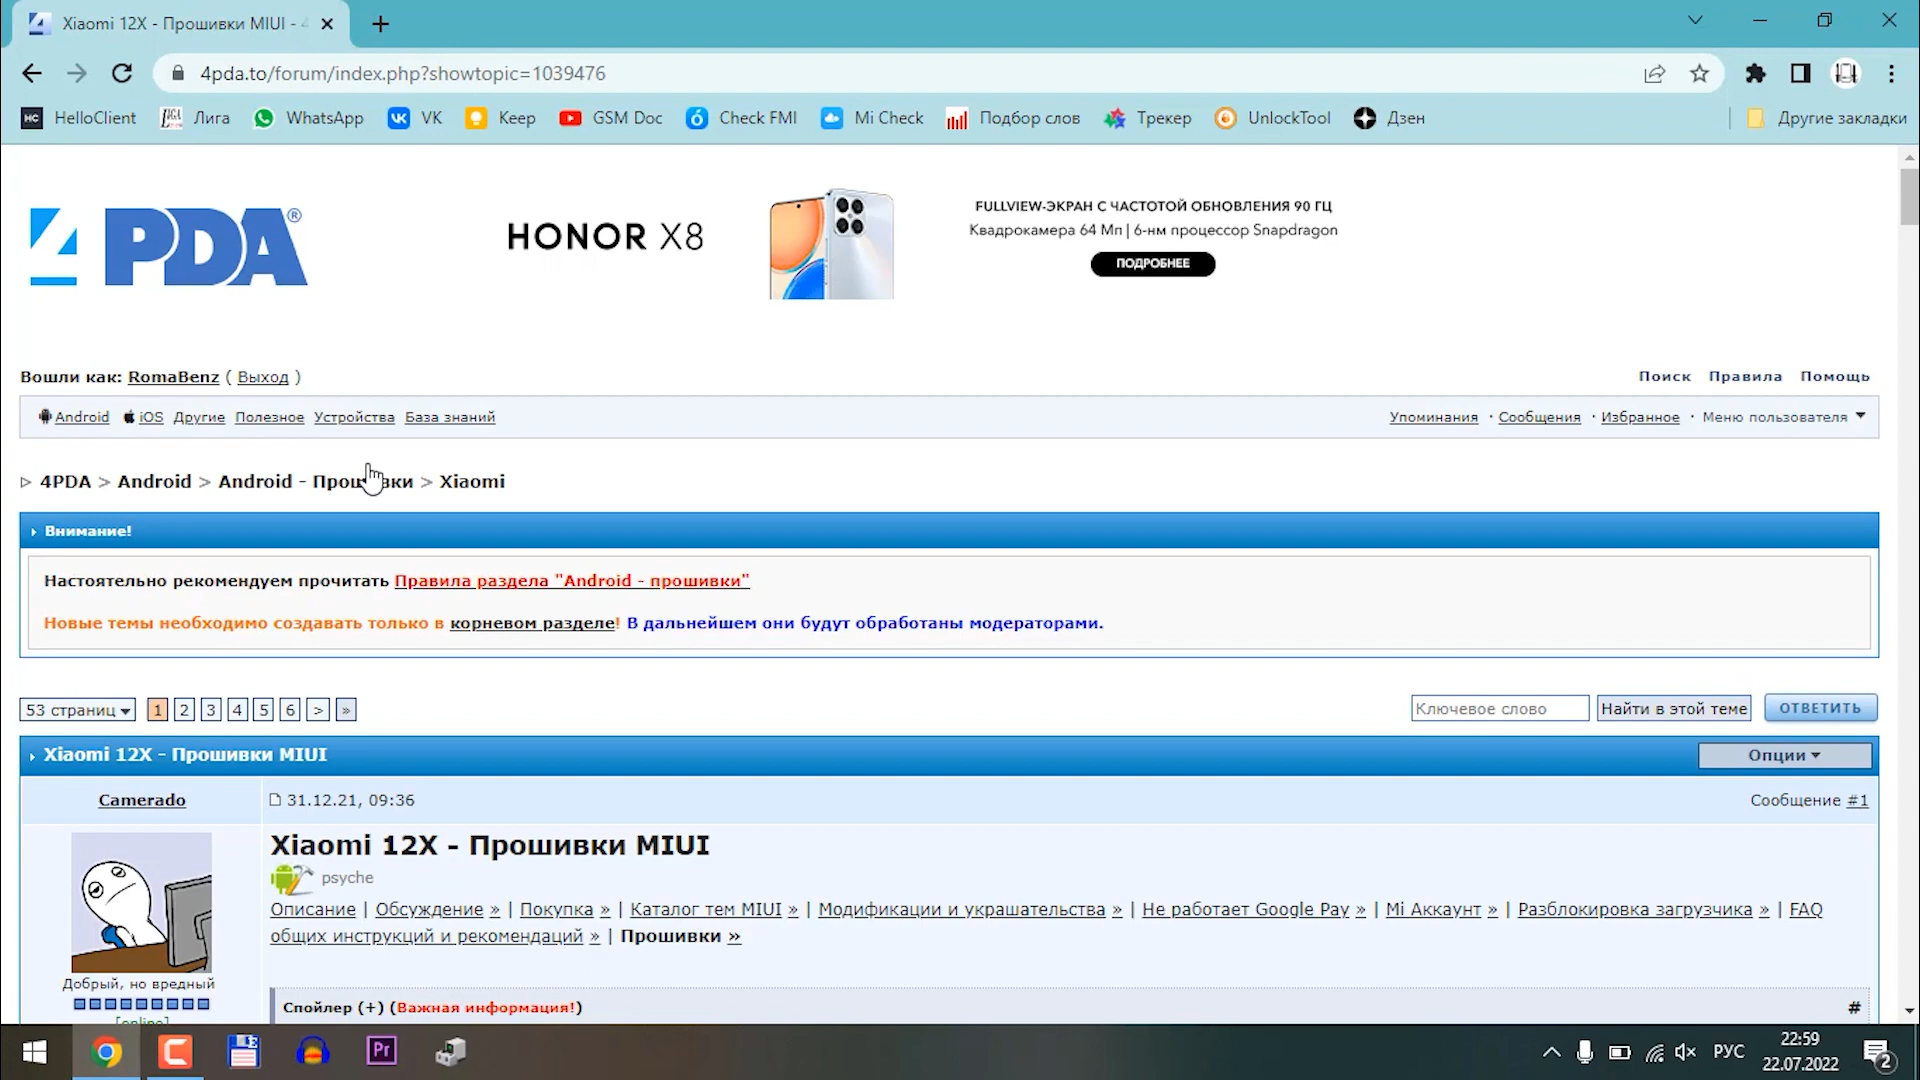 Xiaomi 12X - Прошивки MIUI - 4
4pda.to/forum/index.php?showtopic=1039476
HC HelloClient Лига WhatsApp VK Keep GSM Doc Check FMI Mi Check Подбор слов Трекер UnlockTool Дзен Другие закладки
4PDA®
HONOR X8
FULLVIEW-ЭКРАН С ЧАСТОТОЙ ОБНОВЛЕНИЯ 90 ГЦ
Квадрокамера 64 Мп | 6-нм процессор Snapdragon
ПОДРОБНЕЕ
Вошли как: RomaBenz ( Выход )
Поиск Правила Помощь
Android iOS Другие Полезное Устройства База знаний
Упоминания · Сообщения · Избранное · Меню пользователя
4PDA > Android > Android - Прошивки > Xiaomi
Внимание!
Настоятельно рекомендуем прочитать Правила раздела "Android - прошивки"
Новые темы необходимо создавать только в корневом разделе! В дальнейшем они будут обработаны модераторами.
53 страниц 1 2 3 4 5 6 > »
Ключевое слово Найти в этой теме ОТВЕТИТЬ
Xiaomi 12X - Прошивки MIUI
Опции
Camerado
31.12.21, 09:36
Сообщение #1
Xiaomi 12X - Прошивки MIUI
psyche
Описание | Обсуждение » | Покупка » | Каталог тем MIUI » | Модификации и украшательства » | Не работает Google Pay » | Mi Аккаунт » | Разблокировка загрузчика » | FAQ
общих инструкций и рекомендаций » | Прошивки »
Добрый, но вредный
[online]
Спойлер (+) (Важная информация!)
#
Pr
РУС
22:59
22.07.2022
2